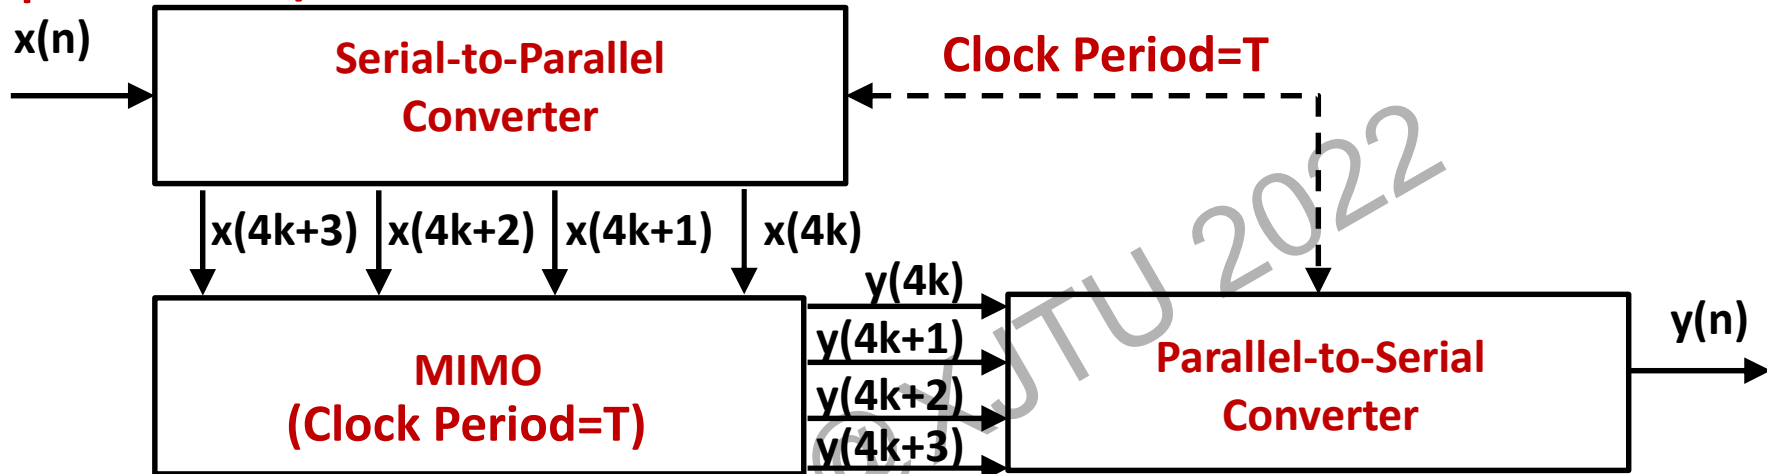 x(n)
Serial-to-Parallel
Converter
Clock Period=T
x(4k+3)
x(4k+2)
x(4k+1)
x(4k)
MIMO
(Clock Period=T)
y(4k)
y(4k+1)
y(4k+2)
y(4k+3)
Parallel-to-Serial
Converter
y(n)
@ XJTU 2022